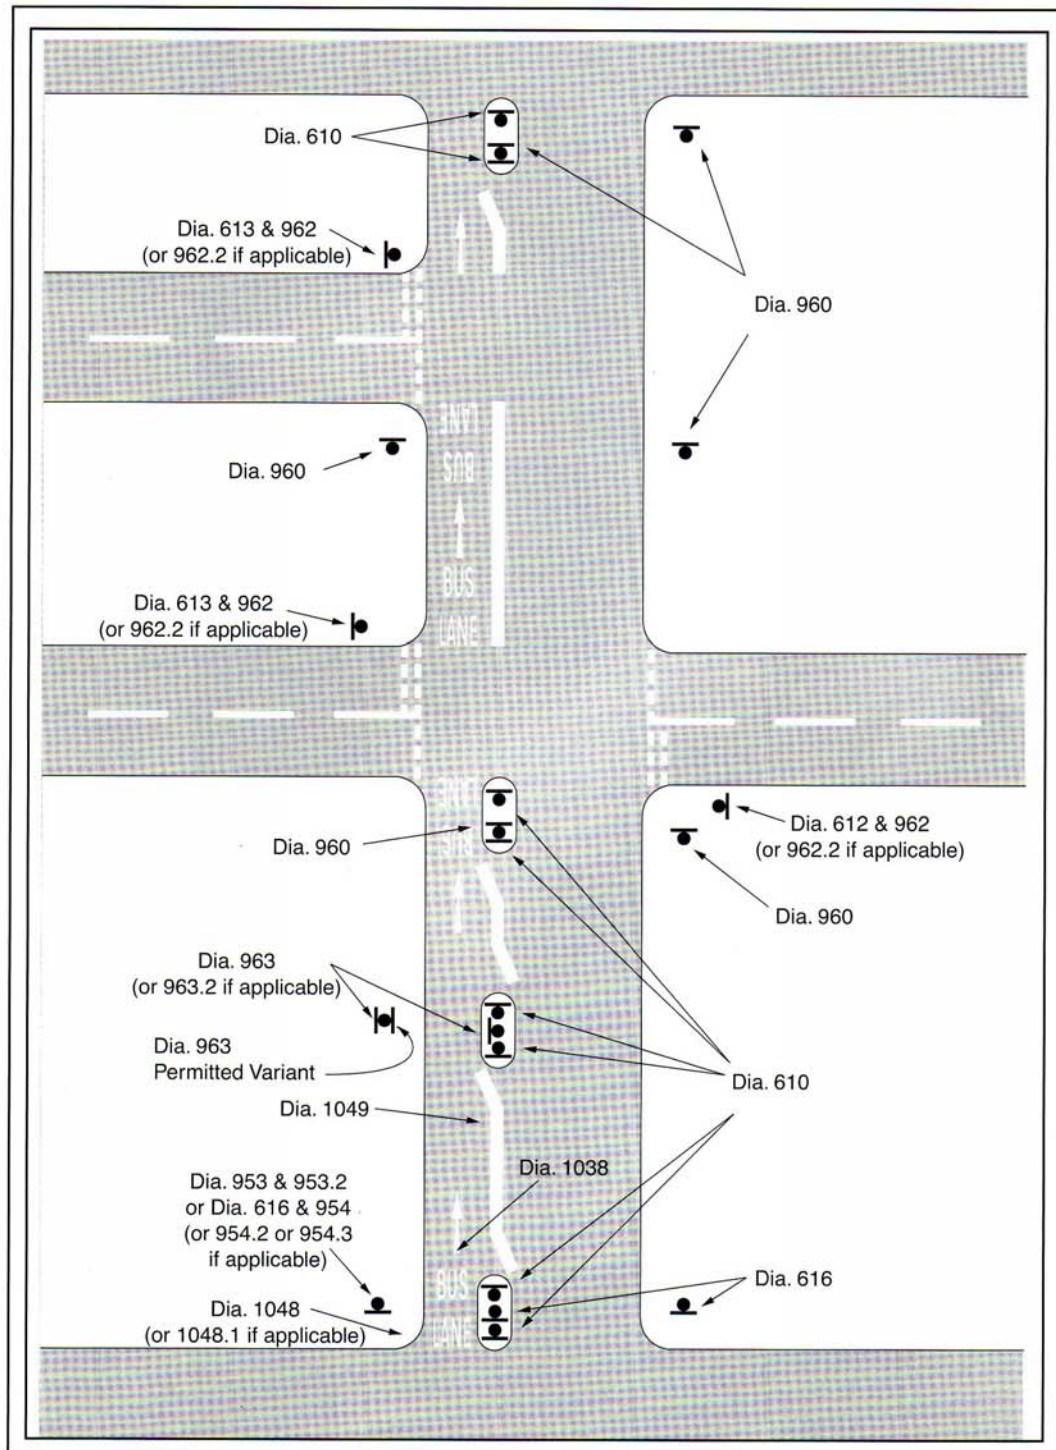 Dia. 610
Dia. 613 & 962
(or 962.2 if applicable)
Dia. 960
LANE
BUS
Dia. 960
BUS
LANE
Dia. 613 & 962
(or 962.2 if applicable)
LANE
BUS
Dia. 960
Dia. 612 & 962
(or 962.2 if applicable)
Dia. 960
Dia. 963
(or 963.2 if applicable)
Dia. 963
Permitted Variant
Dia. 610
Dia. 1049
Dia. 1038
Dia. 953 & 953.2
or Dia. 616 & 954
(or 954.2 or 954.3
if applicable)
BUS
LANE
Dia. 616
Dia. 1048
(or 1048.1 if applicable)